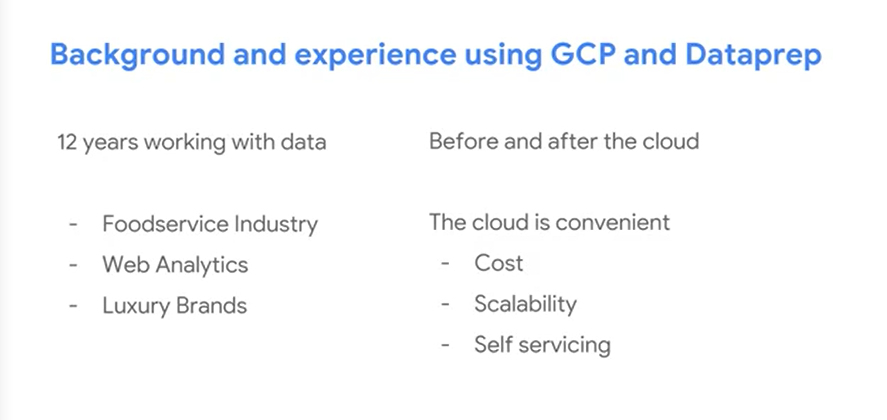 Background and experience using GCP and Dataprep
12 years working with data
- Foodservice Industry
- Web Analytics
- Luxury Brands
Before and after the cloud
The cloud is convenient
- Cost
- Scalability
- Self servicing